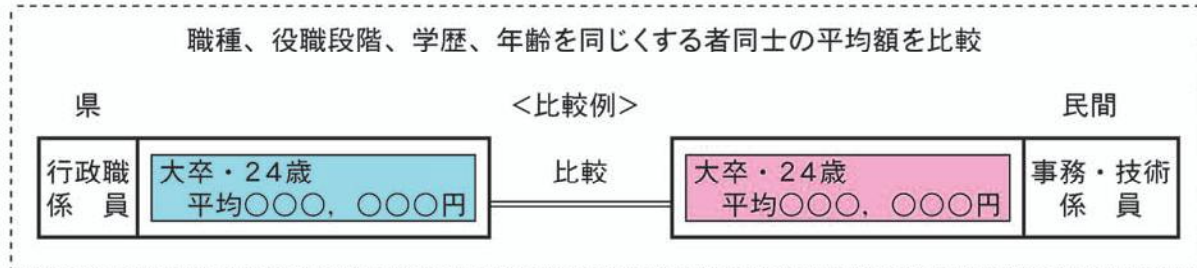 職種、役職段階、学歴、年齢を同じくする者同士の平均額を比較
県
＜比較例＞
民間
行政職
係　員
大卒・２４歳
平均○○○，○○○円
比較
大卒・２４歳
平均○○○，○○○円
事務・技術
係　員